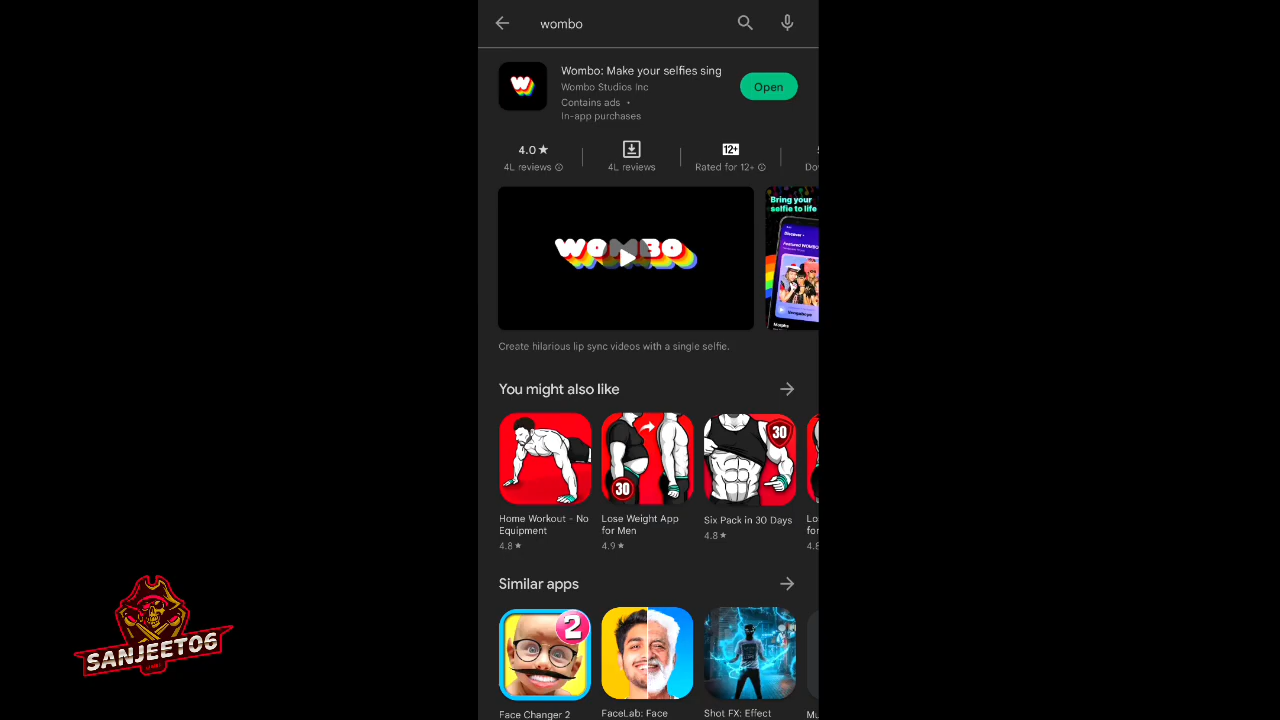 wombo
W
Wombo: Make your selfies sing
Wombo Studios Inc
Contains ads •
In-app purchases
Open
4.0★
4L reviews
4L reviews
12+
Rated for 12+
WOMBO
Bring your
selfie to life
Discover
Featured WOMBO
Morphs
Create hilarious lip sync videos with a single selfie.
You might also like
30
30
Home Workout - No
Equipment
4.8★
Lose Weight App
for Men
4.9★
Six Pack in 30 Days
4.8★
Similar apps
2
Face Changer 2
FaceLab: Face
Shot FX: Effect
SANJEET06